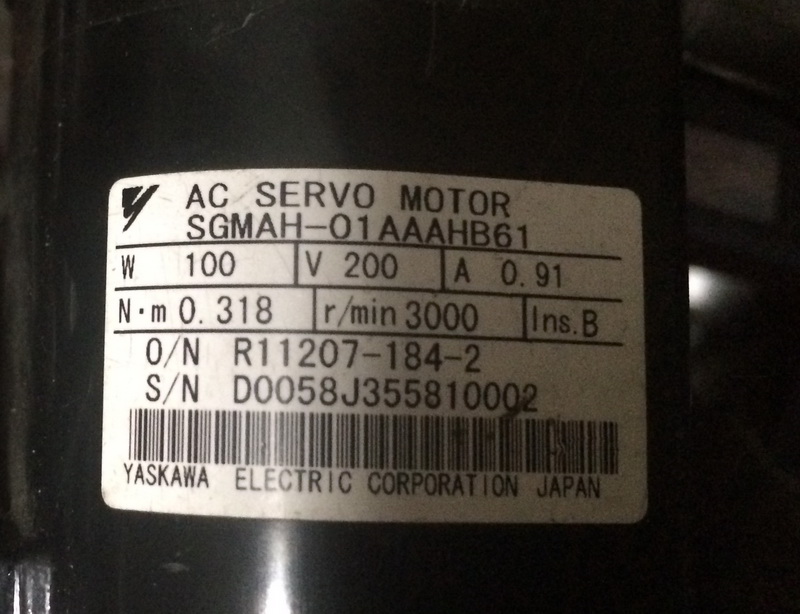 AC SERVO MOTOR
SGMAH-01AAAHB61
W 100 V 200 A 0.91
N·m 0.318 r/min 3000 Ins.B
O/N R11207-184-2
S/N D0058J355810002
YASKAWA ELECTRIC CORPORATION JAPAN